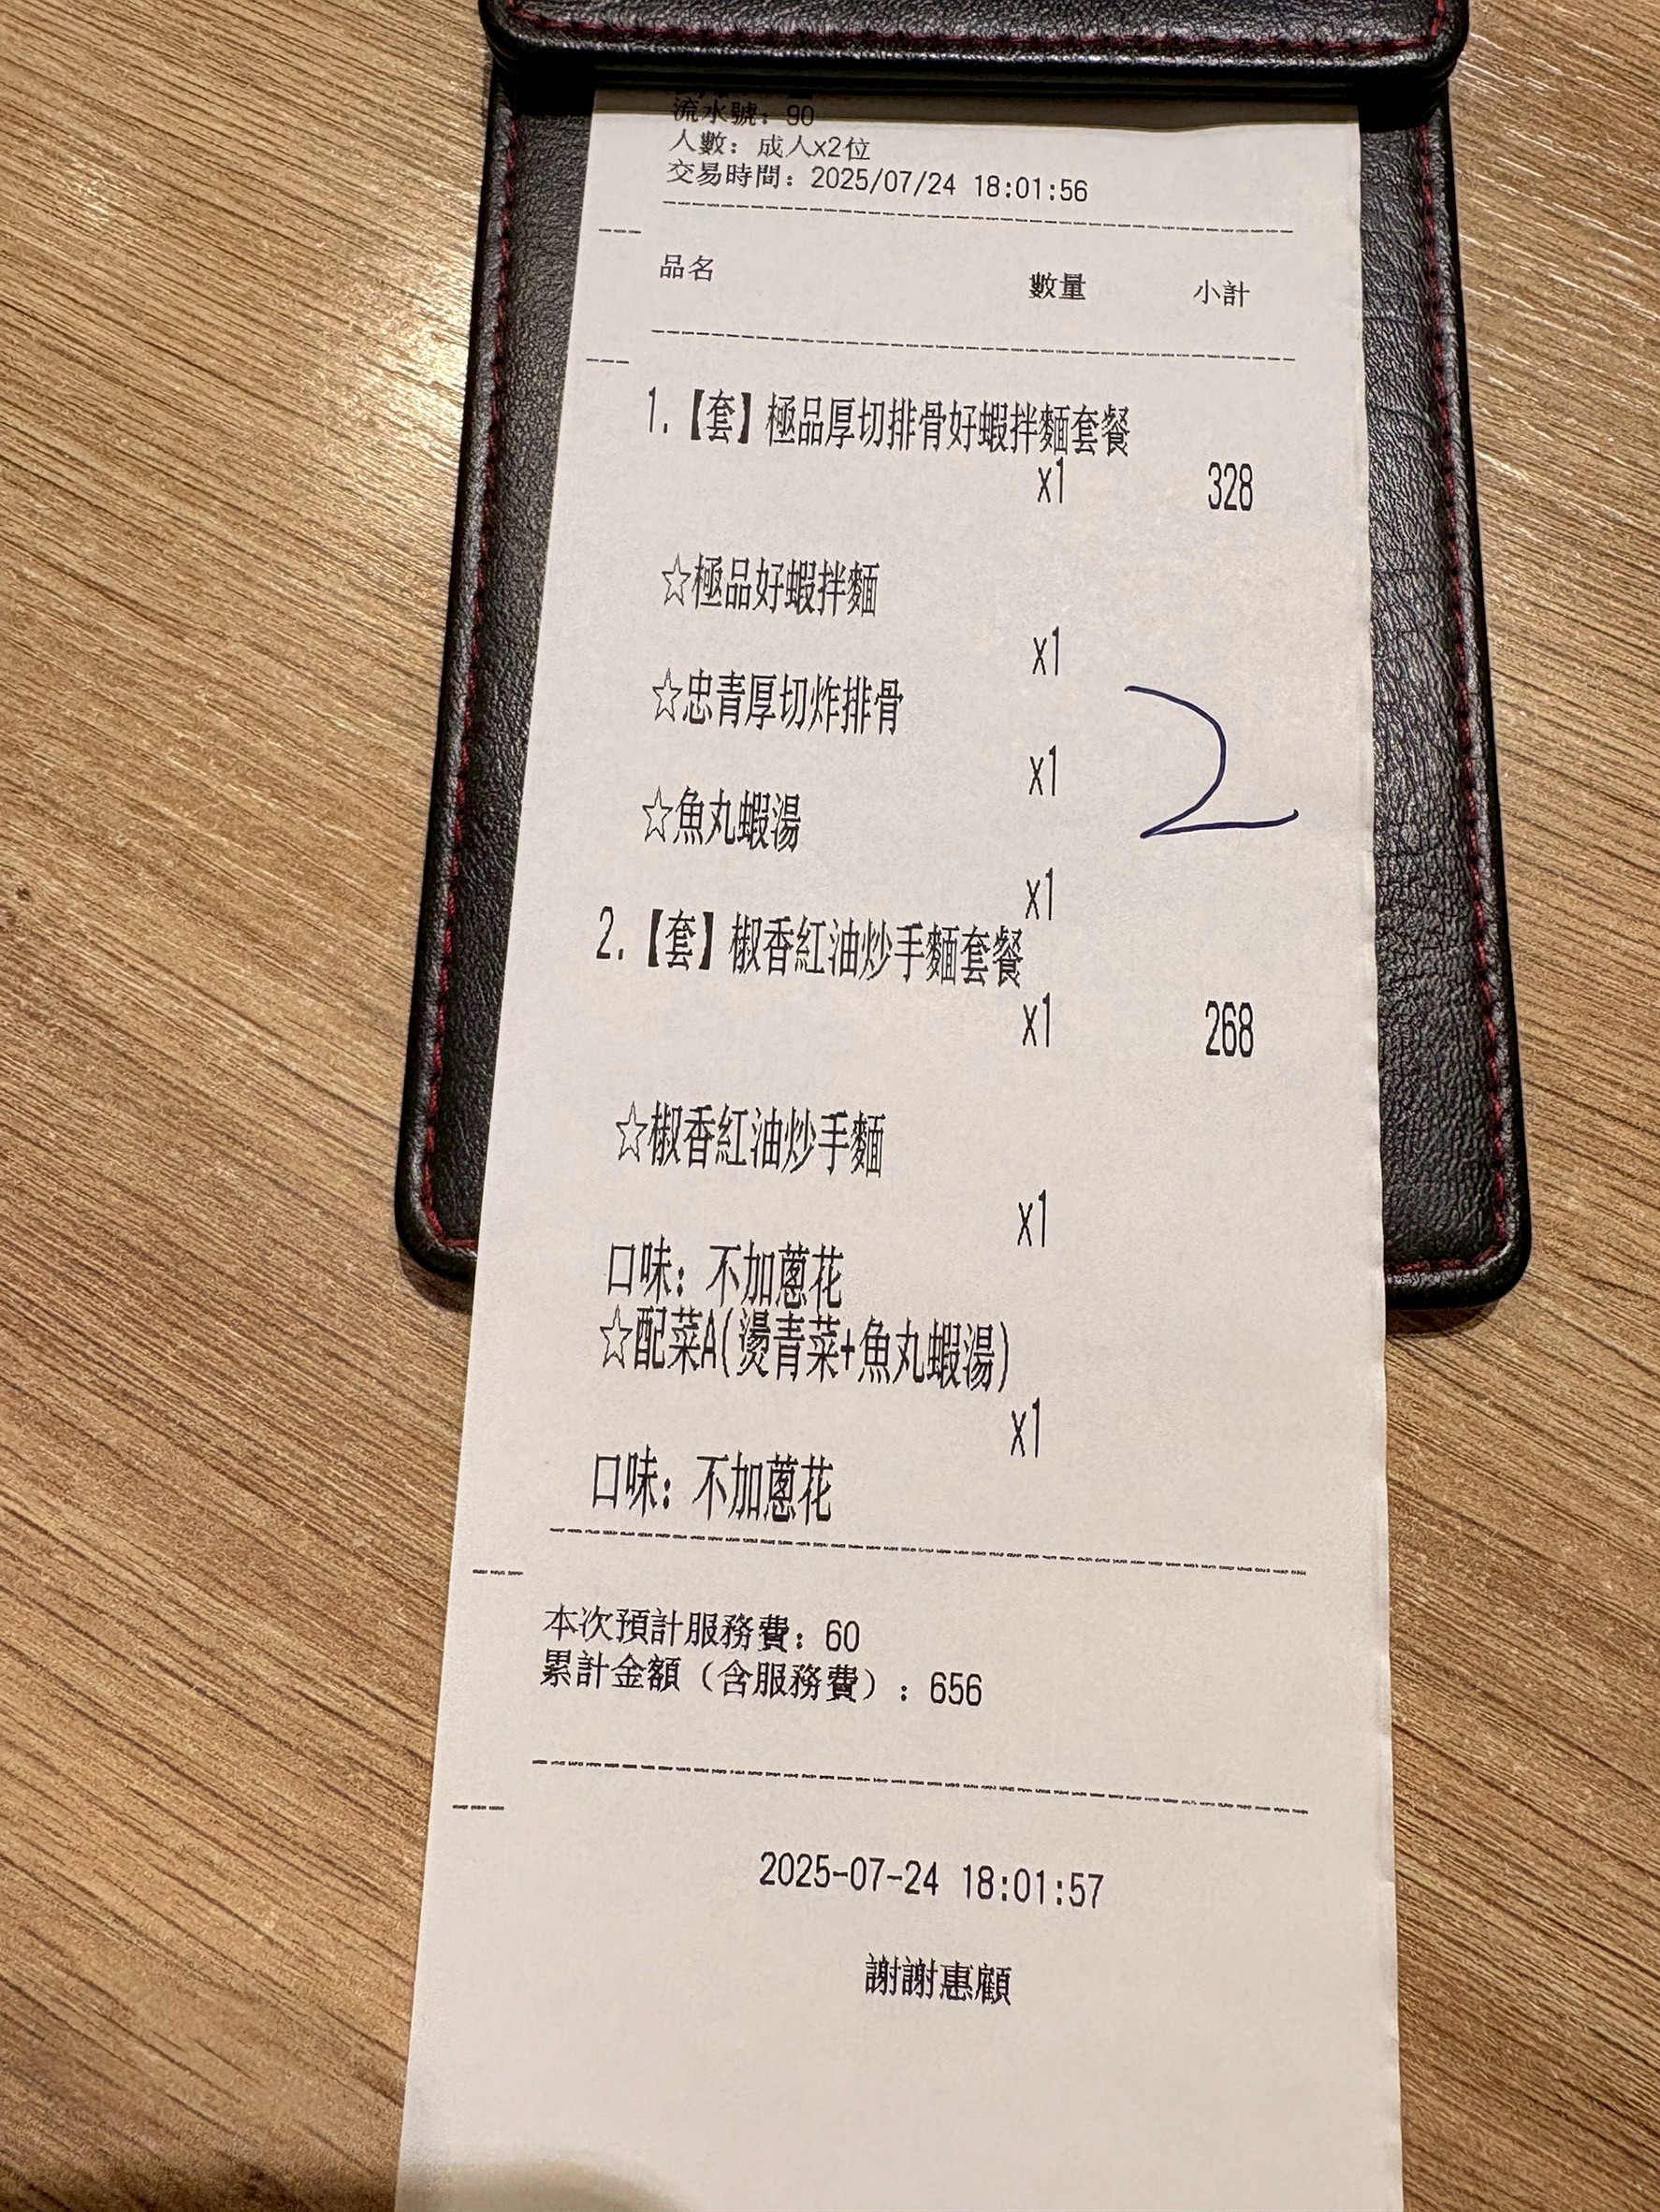 流水號：90
人數：成人x2位
交易時間：2025/07/24 18:01:56
品名 數量 小計
1.【套】極品厚切排骨好蝦拌麵套餐
x1 328
☆極品好蝦拌麵
x1
☆忠青厚切炸排骨
x1
2
☆魚丸蝦湯
x1
2.【套】椒香紅油炒手麵套餐
x1 268
☆椒香紅油炒手麵
x1
口味：不加蔥花
☆配菜A(燙青菜+魚丸蝦湯)
x1
口味：不加蔥花
本次預計服務費：60
累計金額（含服務費）：656
2025-07-24 18:01:57
謝謝惠顧